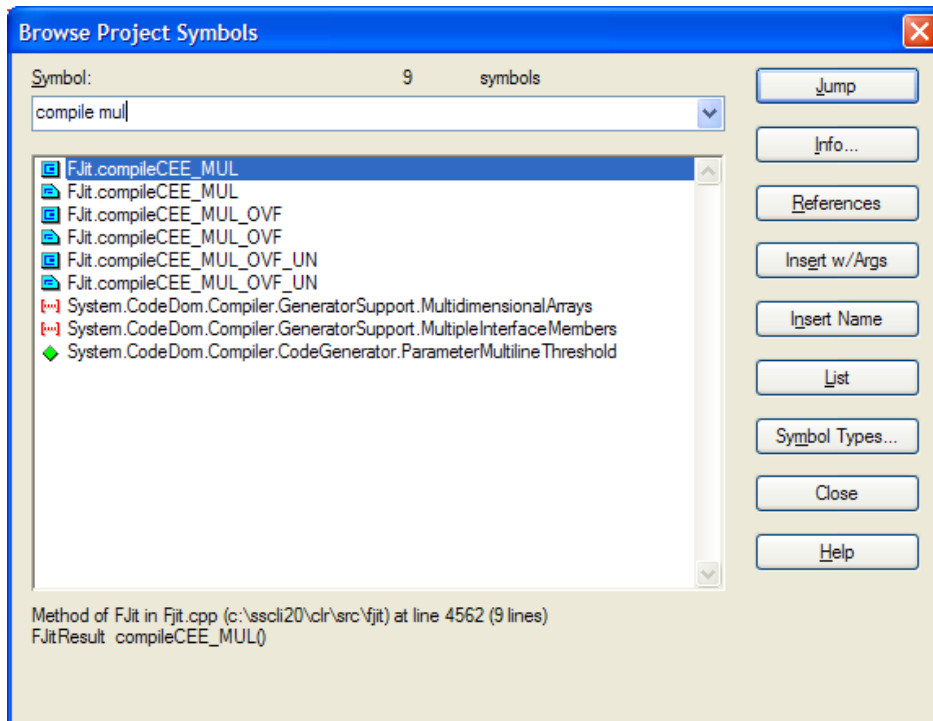 Browse Project Symbols
Symbol: 9 symbols
compile mul
FJit.compileCEE_MUL
FJit.compileCEE_MUL
FJit.compileCEE_MUL_OVF
FJit.compileCEE_MUL_OVF
FJit.compileCEE_MUL_OVF_UN
FJit.compileCEE_MUL_OVF_UN
System.CodeDom.Compiler.GeneratorSupport.MultidimensionalArrays
System.CodeDom.Compiler.GeneratorSupport.MultipleInterfaceMembers
System.CodeDom.Compiler.CodeGenerator.ParameterMultilineThreshold
Method of FJit in Fjit.cpp (c:\sscli20\clr\src\fjit) at line 4562 (9 lines)
FJitResult compileCEE_MUL()
Jump
Info...
References
Insert w/Args
Insert Name
List
Symbol Types...
Close
Help